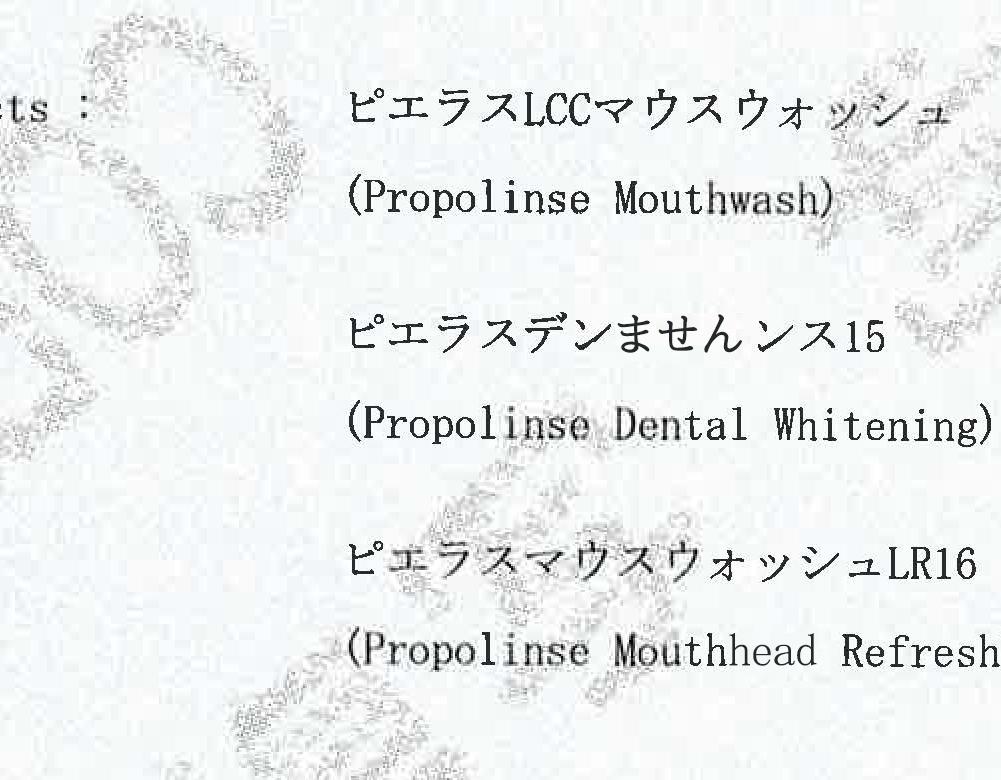 cts : ピエラスLCCマウスウォッシュ
(Propolinse Mouthwash)
ピエラスデンませんンス15
(Propolinse Dental Whitening)
ピエラスマウスウォッシュLR16
(Propolinse Mouthhead Refresh